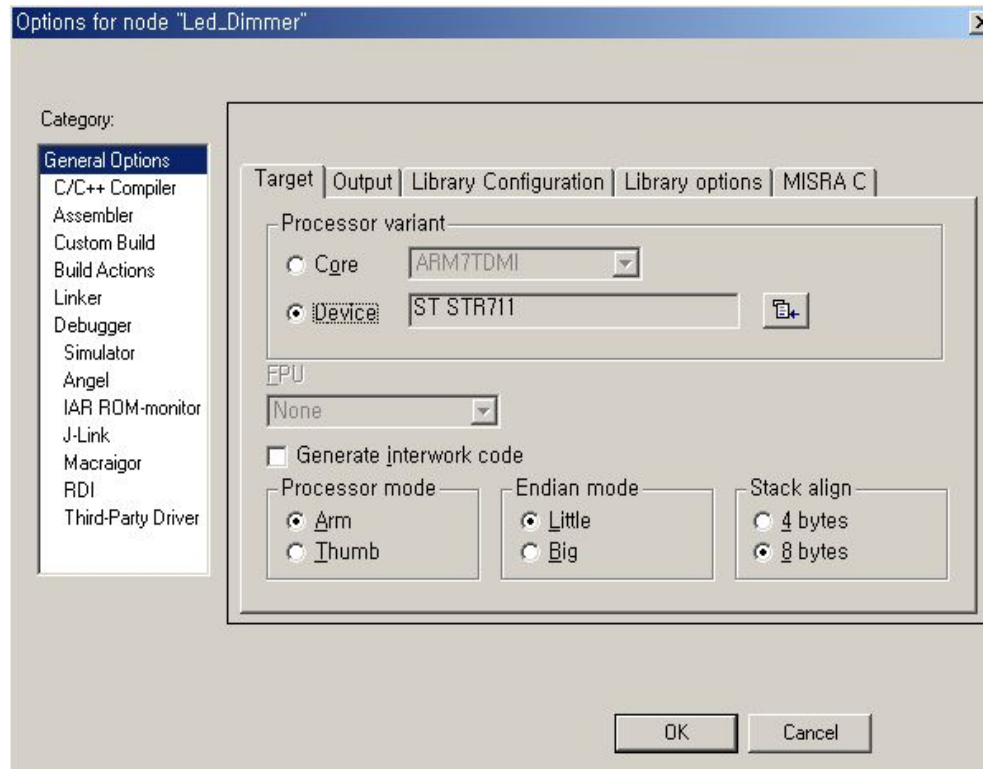 Options for node "Led_Dimmer"
Category:
General Options
C/C++ Compiler
Assembler
Custom Build
Build Actions
Linker
Debugger
Simulator
Angel
IAR ROM-monitor
J-Link
Macraigor
RDI
Third-Party Driver
Target Output Library Configuration Library options MISRA C
Processor variant
Core ARM7TDMI
Device ST STR711
FPU
None
Generate interwork code
Processor mode
Arm
Thumb
Endian mode
Little
Big
Stack align
4 bytes
8 bytes
OK Cancel